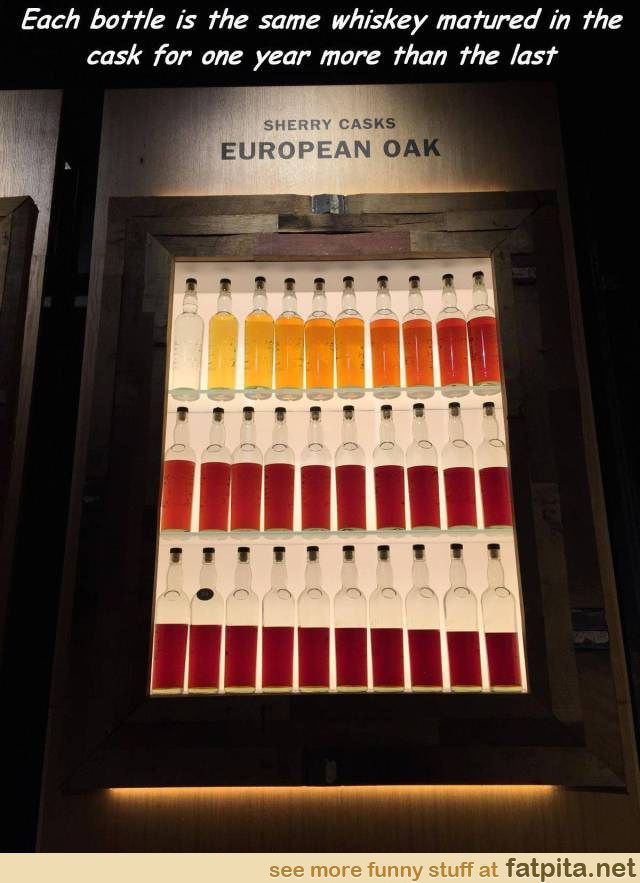 Each bottle is the same whiskey matured in the
cask for one year more than the last
SHERRY CASKS
EUROPEAN OAK
see more funny stuff at fatpita.net